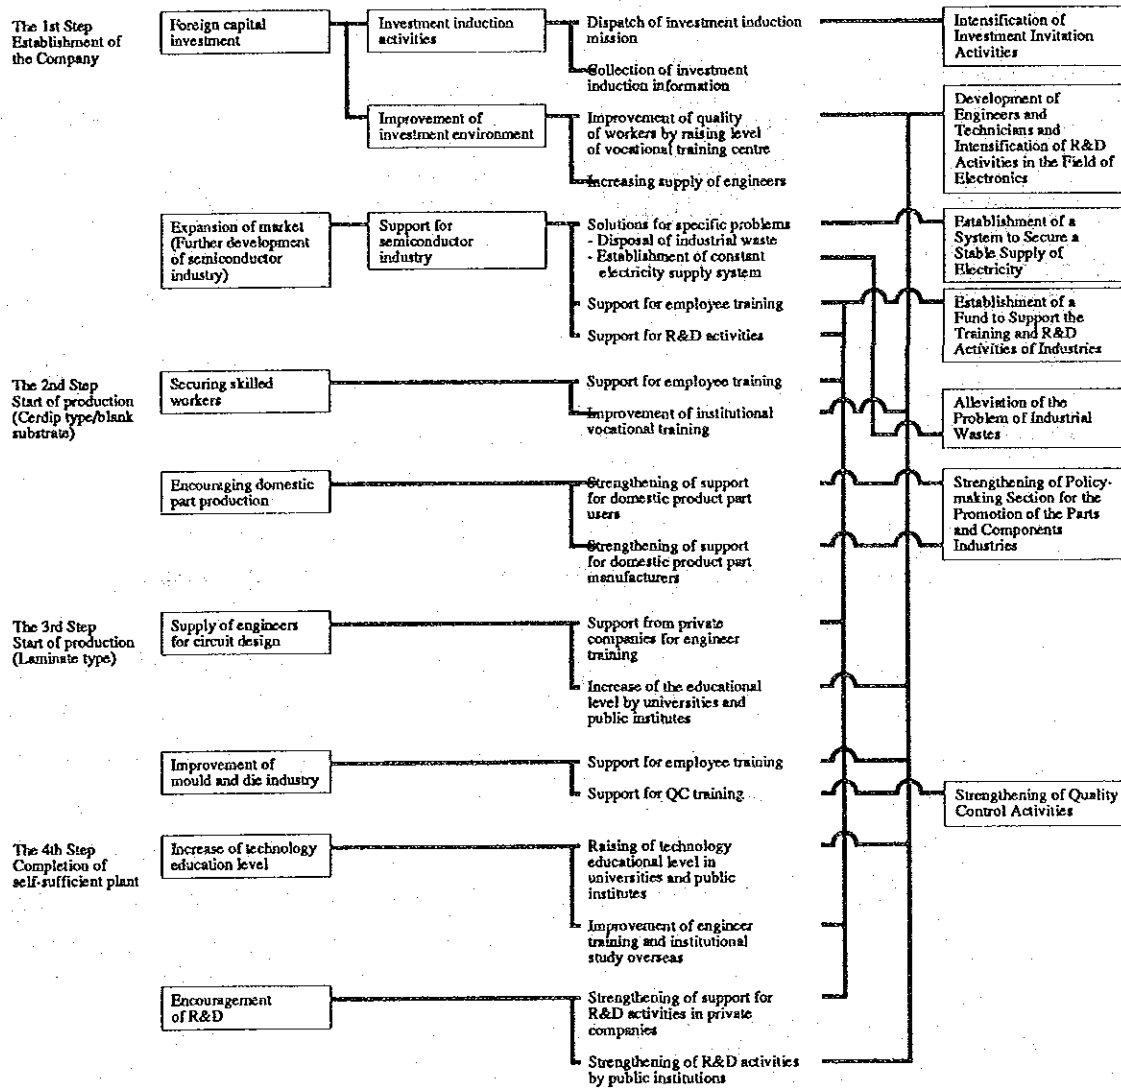 The 1st Step
Establishment of
the Company
Foreign capital
investment
Investment induction
activities
Dispatch of investment induction
mission
Collection of investment
induction information
Intensification of
Investment Invitation
Activities
Improvement of
investment environment
Improvement of quality
of workers by raising level
of vocational training centre
Increasing supply of engineers
Development of
Engineers and
Technicians and
Intensification of R&D
Activities in the Field of
Electronics
Expansion of market
(Further development
of semiconductor
industry)
Support for
semiconductor
industry
Solutions for specific problems
- Disposal of industrial waste
- Establishment of constant
electricity supply system
Support for employee training
Support for R&D activities
Establishment of a
System to Secure a
Stable Supply of
Electricity
Establishment of a
Fund to Support the
Training and R&D
Activities of Industries
The 2nd Step
Start of production
(Cerdip type/blank
substrate)
Securing skilled
workers
Support for employee training
Improvement of institutional
vocational training
Alleviation of the
Problem of Industrial
Wastes
Encouraging domestic
part production
Strengthening of support
for domestic product part
users
Strengthening of support
for domestic product part
manufacturers
Strengthening of Policy-
making Section for the
Promotion of the Parts
and Components
Industries
The 3rd Step
Start of production
(Laminate type)
Supply of engineers
for circuit design
Support from private
companies for engineer
training
Increase of the educational
level by universities and
public institutes
Improvement of
mould and die industry
Support for employee training
Support for QC training
Strengthening of Quality
Control Activities
The 4th Step
Completion of
self-sufficient plant
Increase of technology
education level
Raising of technology
educational level in
universities and public
institutes
Improvement of engineer
training and institutional
study overseas
Encouragement
of R&D
Strengthening of support for
R&D activities in private
companies
Strengthening of R&D activities
by public institutions